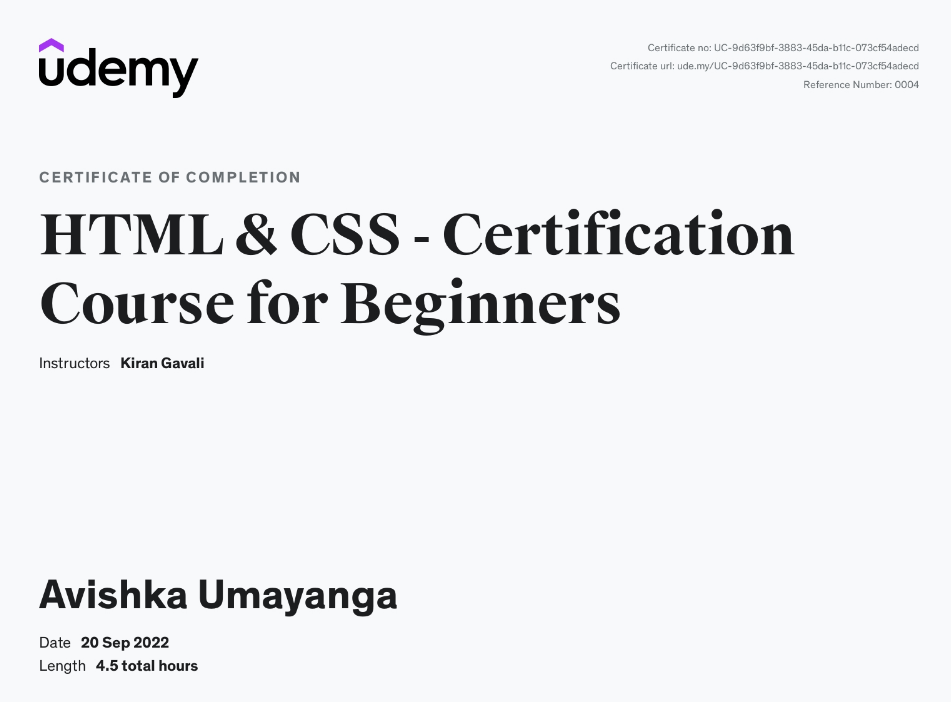 udemy
Certificate no: UC-9d63f9bf-3883-45da-b11c-073cf54adecd
Certificate url: ude.my/UC-9d63f9bf-3883-45da-b11c-073cf54adecd
Reference Number: 0004
CERTIFICATE OF COMPLETION
HTML & CSS - Certification
Course for Beginners
Instructors Kiran Gavali
Avishka Umayanga
Date 20 Sep 2022
Length 4.5 total hours